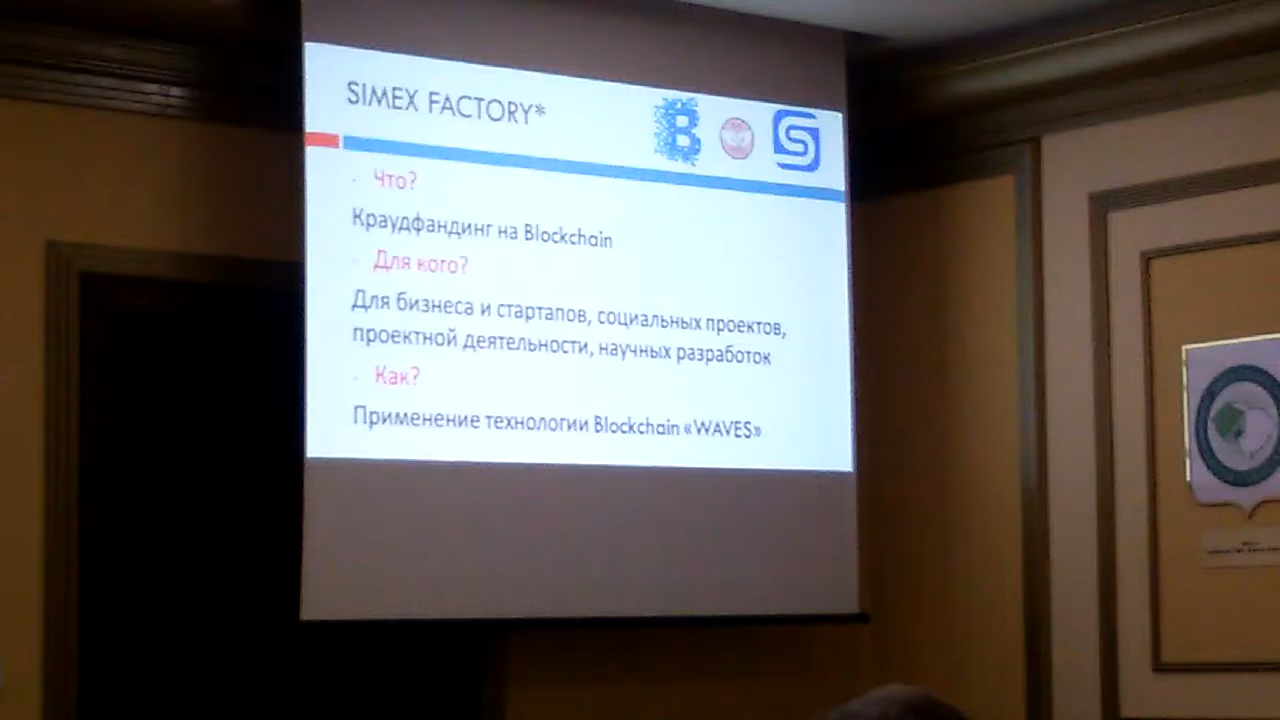 SIMEX FACTORY*
Что?
Краудфандинг на Blockchain
Для кого?
Для бизнеса и стартапов, социальных проектов,
проектной деятельности, научных разработок
Как?
Применение технологии Blockchain «WAVES»